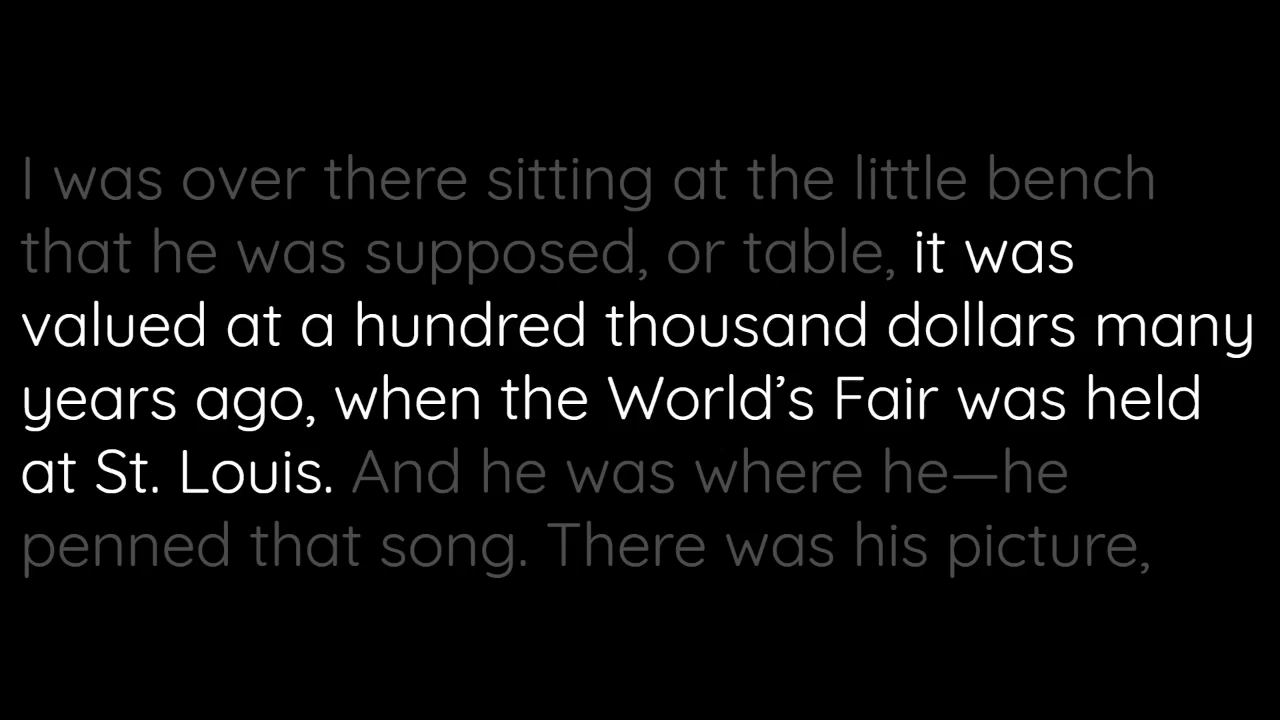 I was over there sitting at the little bench
that he was supposed, or table, it was
valued at a hundred thousand dollars many
years ago, when the World’s Fair was held
at St. Louis. And he was where he—he
penned that song. There was his picture,